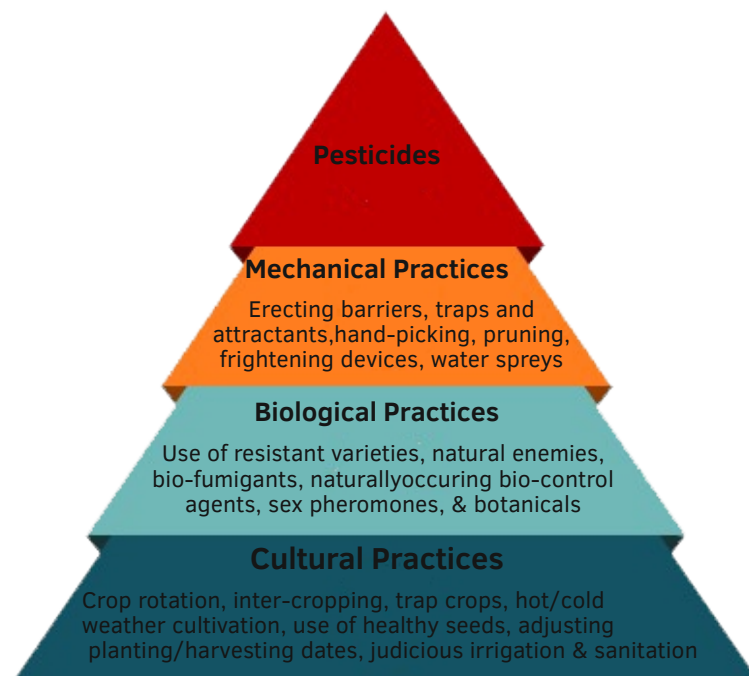 Pesticides
Mechanical Practices
Erecting barriers, traps and
attractants,hand-picking, pruning,
frightening devices, water spreys
Biological Practices
Use of resistant varieties, natural enemies,
bio-fumigants, naturallyoccuring bio-control
agents, sex pheromones, & botanicals
Cultural Practices
Crop rotation, inter-cropping, trap crops, hot/cold
weather cultivation, use of healthy seeds, adjusting
planting/harvesting dates, judicious irrigation & sanitation